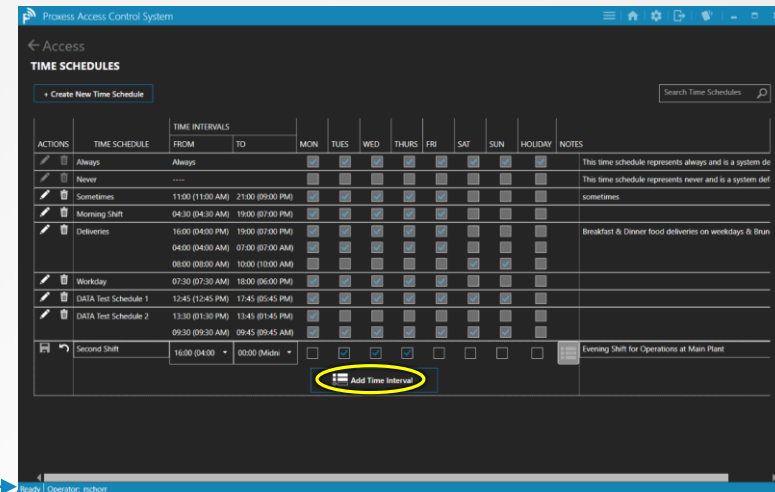 Proxess Access Control System
Access
TIME SCHEDULES
+ Create New Time Schedule
Search Time Schedules
TIME INTERVALS
ACTIONS TIME SCHEDULE FROM TO MON TUES WED THURS FRI SAT SUN HOLIDAY NOTES
Always Always This time schedule represents always and is a system de
Never ---- This time schedule represents never and is a system def
Sometimes 11:00 (11:00 AM) 21:00 (09:00 PM) sometimes
Morning Shift 04:30 (04:30 AM) 19:00 (07:00 PM)
Deliveries 16:00 (04:00 PM) 19:00 (07:00 PM) Breakfast & Dinner food deliveries on weekdays & Brun
04:00 (04:00 AM) 07:00 (07:00 AM)
08:00 (08:00 AM) 10:00 (10:00 AM)
Workday 07:30 (07:30 AM) 18:00 (06:00 PM)
DATA Test Schedule 1 12:45 (12:45 PM) 17:45 (05:45 PM)
DATA Test Schedule 2 13:30 (01:30 PM) 13:45 (01:45 PM)
09:30 (09:30 AM) 09:45 (09:45 AM)
Second Shift 16:00 (04:00 00:00 (Midni Evening Shift for Operations at Main Plant
Add Time Interval
Ready Operator: rschorr